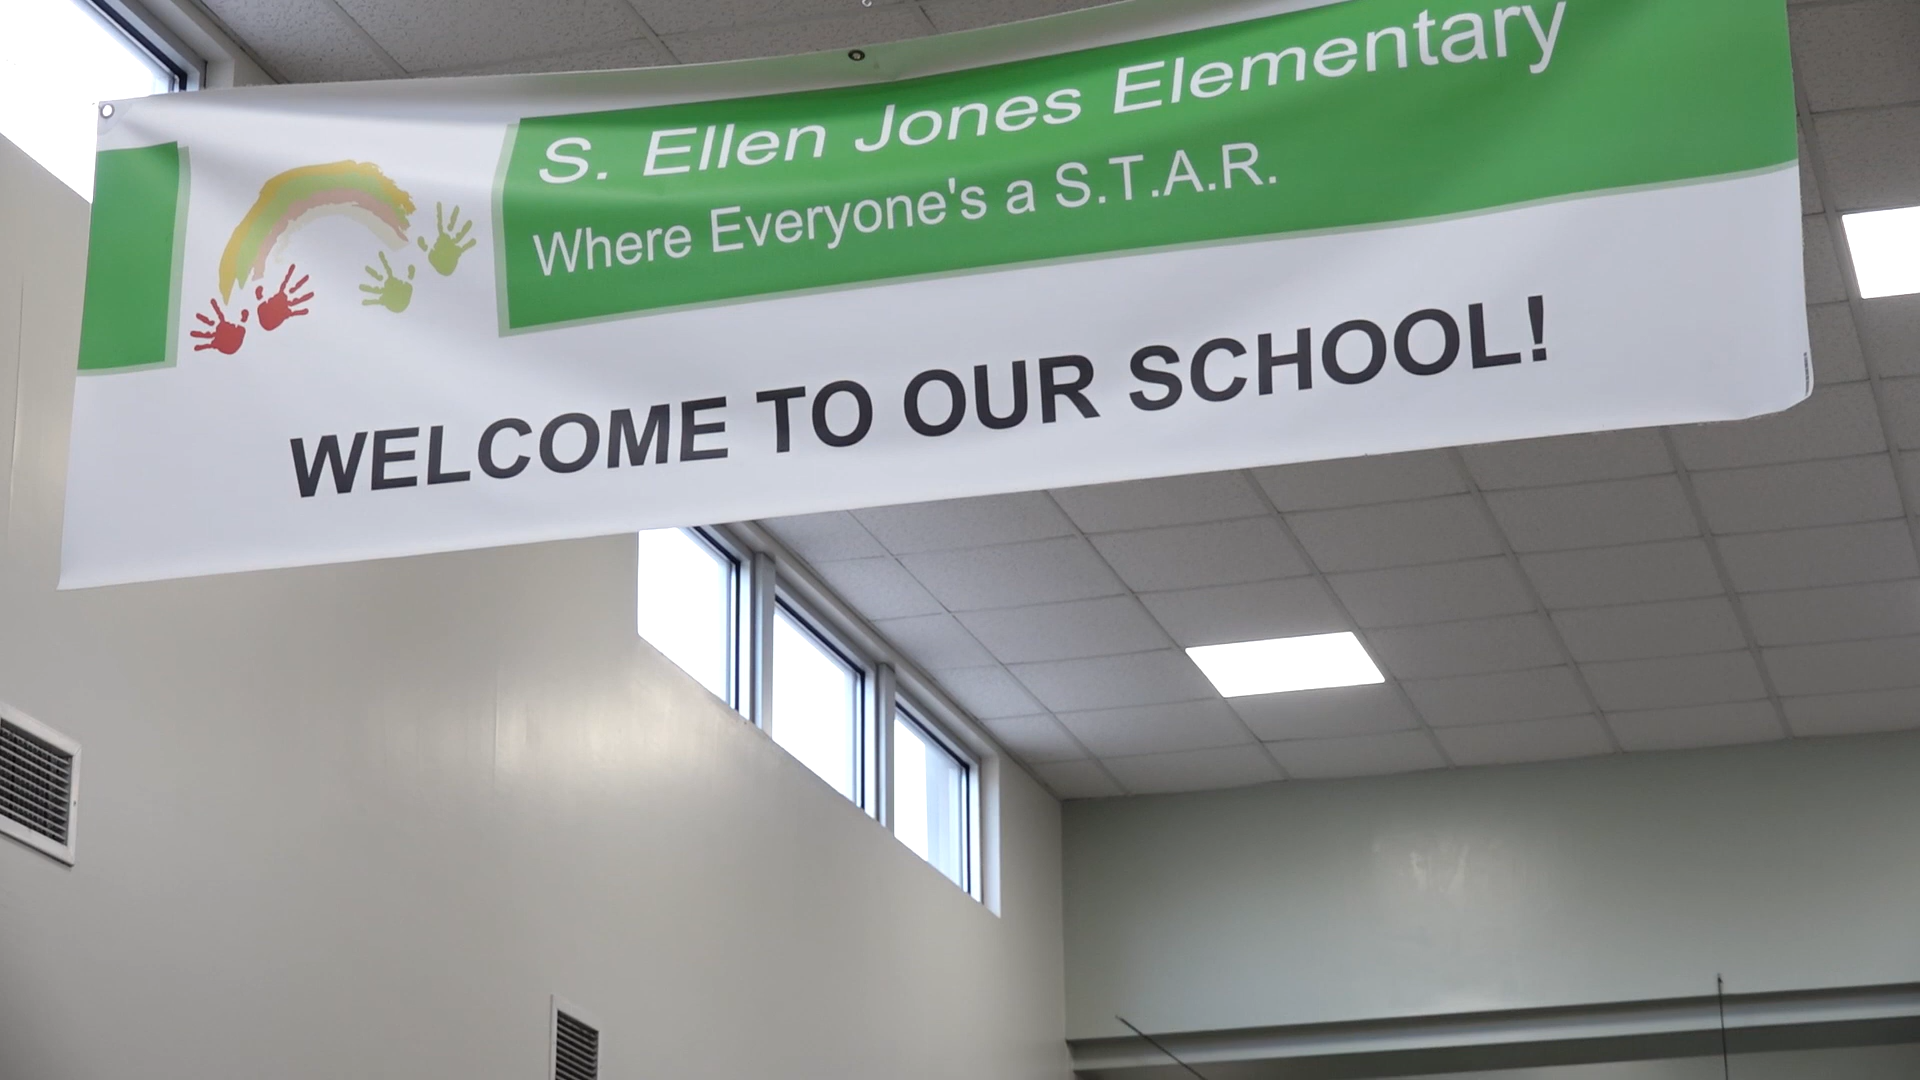 S. Ellen Jones Elementary
Where Everyone's a S.T.A.R.
WELCOME TO OUR SCHOOL!